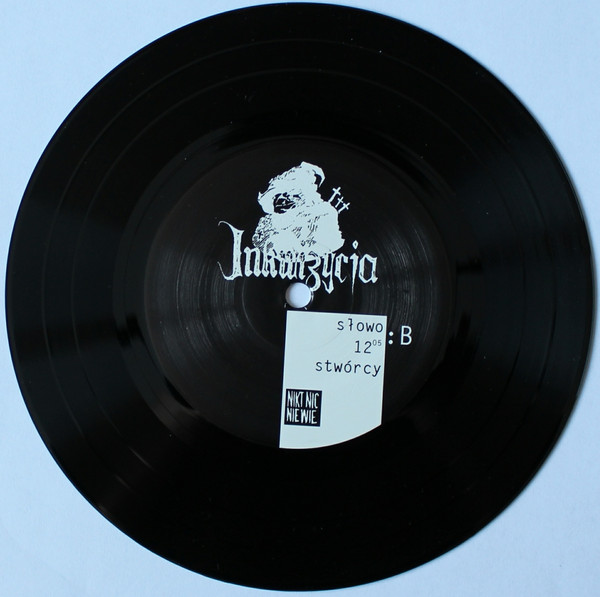 Inkwizycja
słowo
12⁰⁵
stwórcy
:B
NIKT NIC
NIE WIE